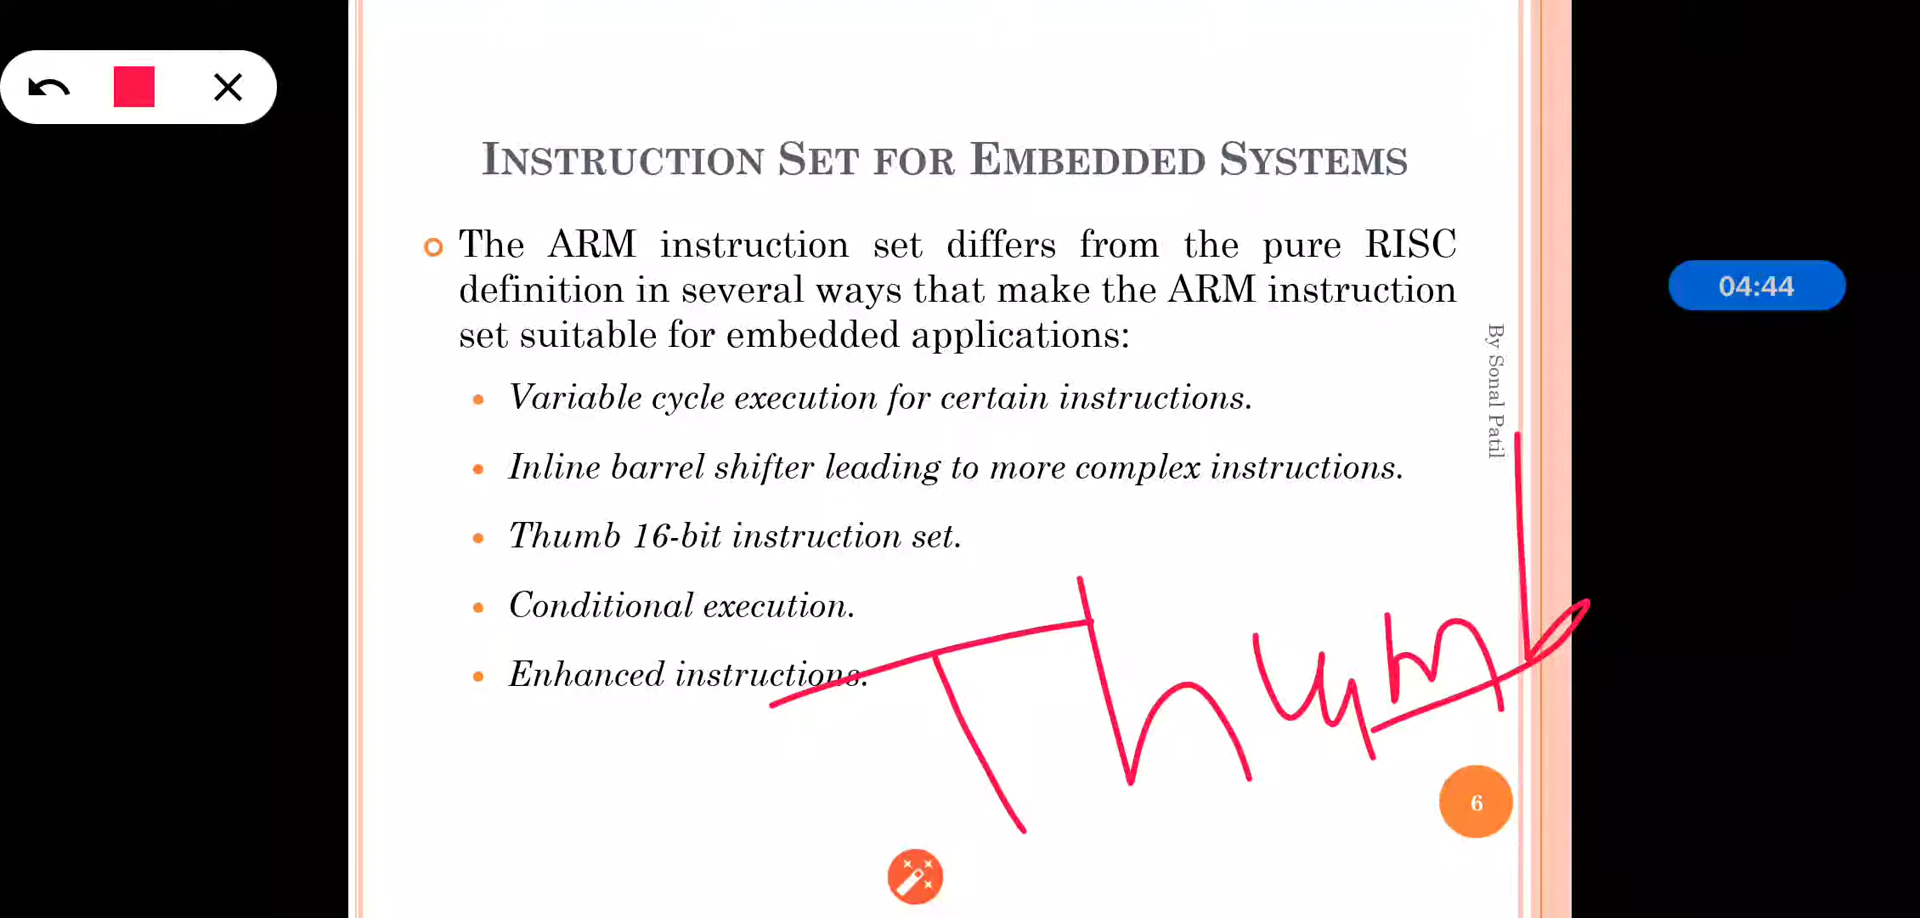 INSTRUCTION SET FOR EMBEDDED SYSTEMS
The ARM instruction set differs from the pure RISC
definition in several ways that make the ARM instruction
set suitable for embedded applications:
Variable cycle execution for certain instructions.
Inline barrel shifter leading to more complex instructions.
Thumb 16-bit instruction set.
Conditional execution.
Enhanced instructions.
Thumb
By Sonal Patil
04:44
6